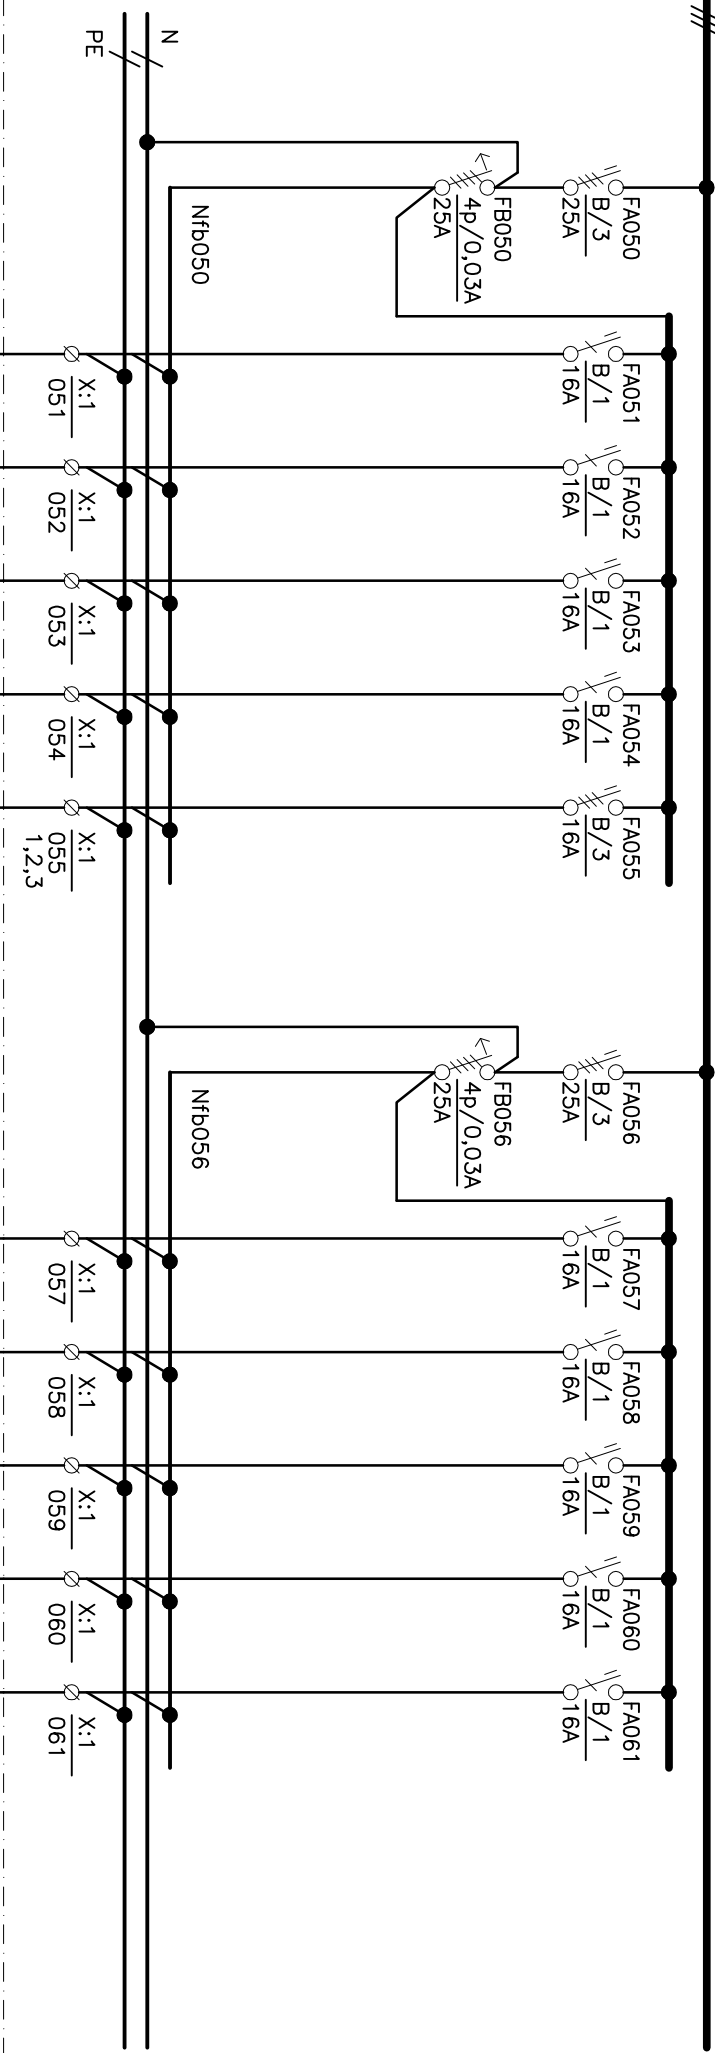 N
PE
FA050
B/3
25A
FB050
4p/0,03A
25A
Nfb050
FA051
B/1
16A
X:1
051
FA052
B/1
16A
X:1
052
FA053
B/1
16A
X:1
053
FA054
B/1
16A
X:1
054
FA055
B/3
16A
X:1
055
1,2,3
FA056
B/3
25A
FB056
4p/0,03A
25A
Nfb056
FA057
B/1
16A
X:1
057
FA058
B/1
16A
X:1
058
FA059
B/1
16A
X:1
059
FA060
B/1
16A
X:1
060
FA061
B/1
16A
X:1
061